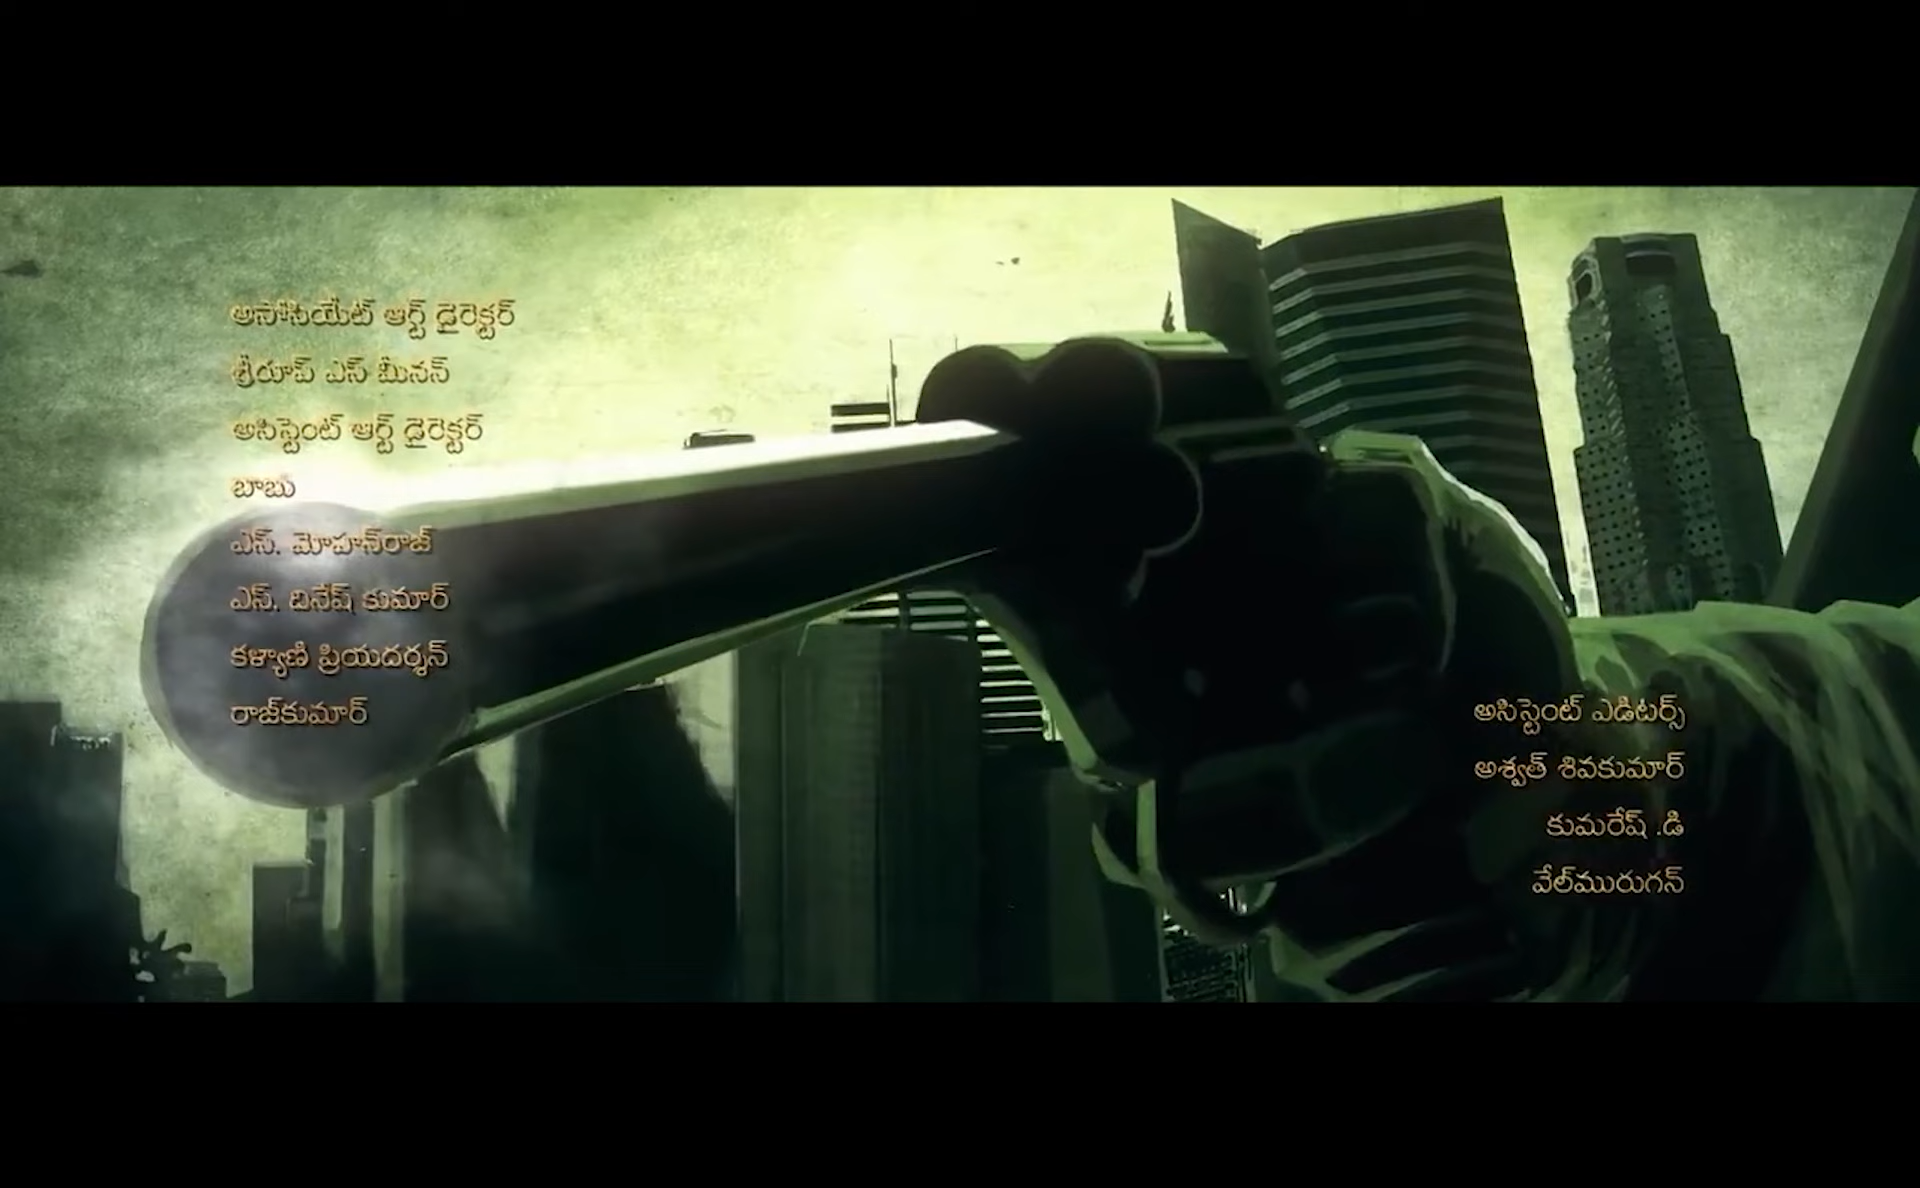 అసోసియేట్ ఆర్ట్ డైరెక్టర్
శ్రీరూప్ ఎస్ మీనన్
అసిస్టెంట్ ఆర్ట్ డైరెక్టర్
బాబు
ఎస్. మోహన్‌రాజ్
ఎస్. దినేష్ కుమార్
కళ్యాణి ప్రియదర్శన్
రాజ్‌కుమార్
అసిస్టెంట్ ఎడిటర్స్
అశ్వత్ శివకుమార్
కుమరేష్ .డి
వేల్‌మురుగన్